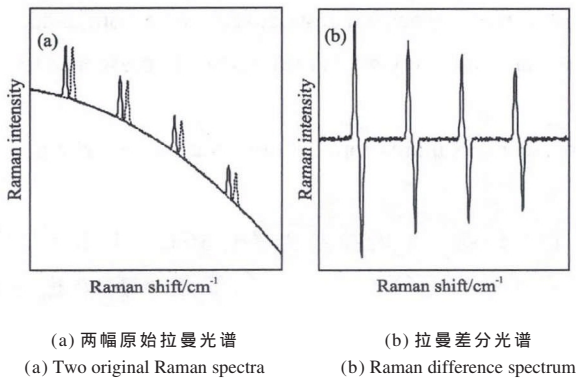 (a)
Raman intensity
Raman shift/cm⁻¹
(b)
Raman intensity
Raman shift/cm⁻¹
(a) 两幅原始拉曼光谱
(a) Two original Raman spectra
(b) 拉曼差分光谱
(b) Raman difference spectrum